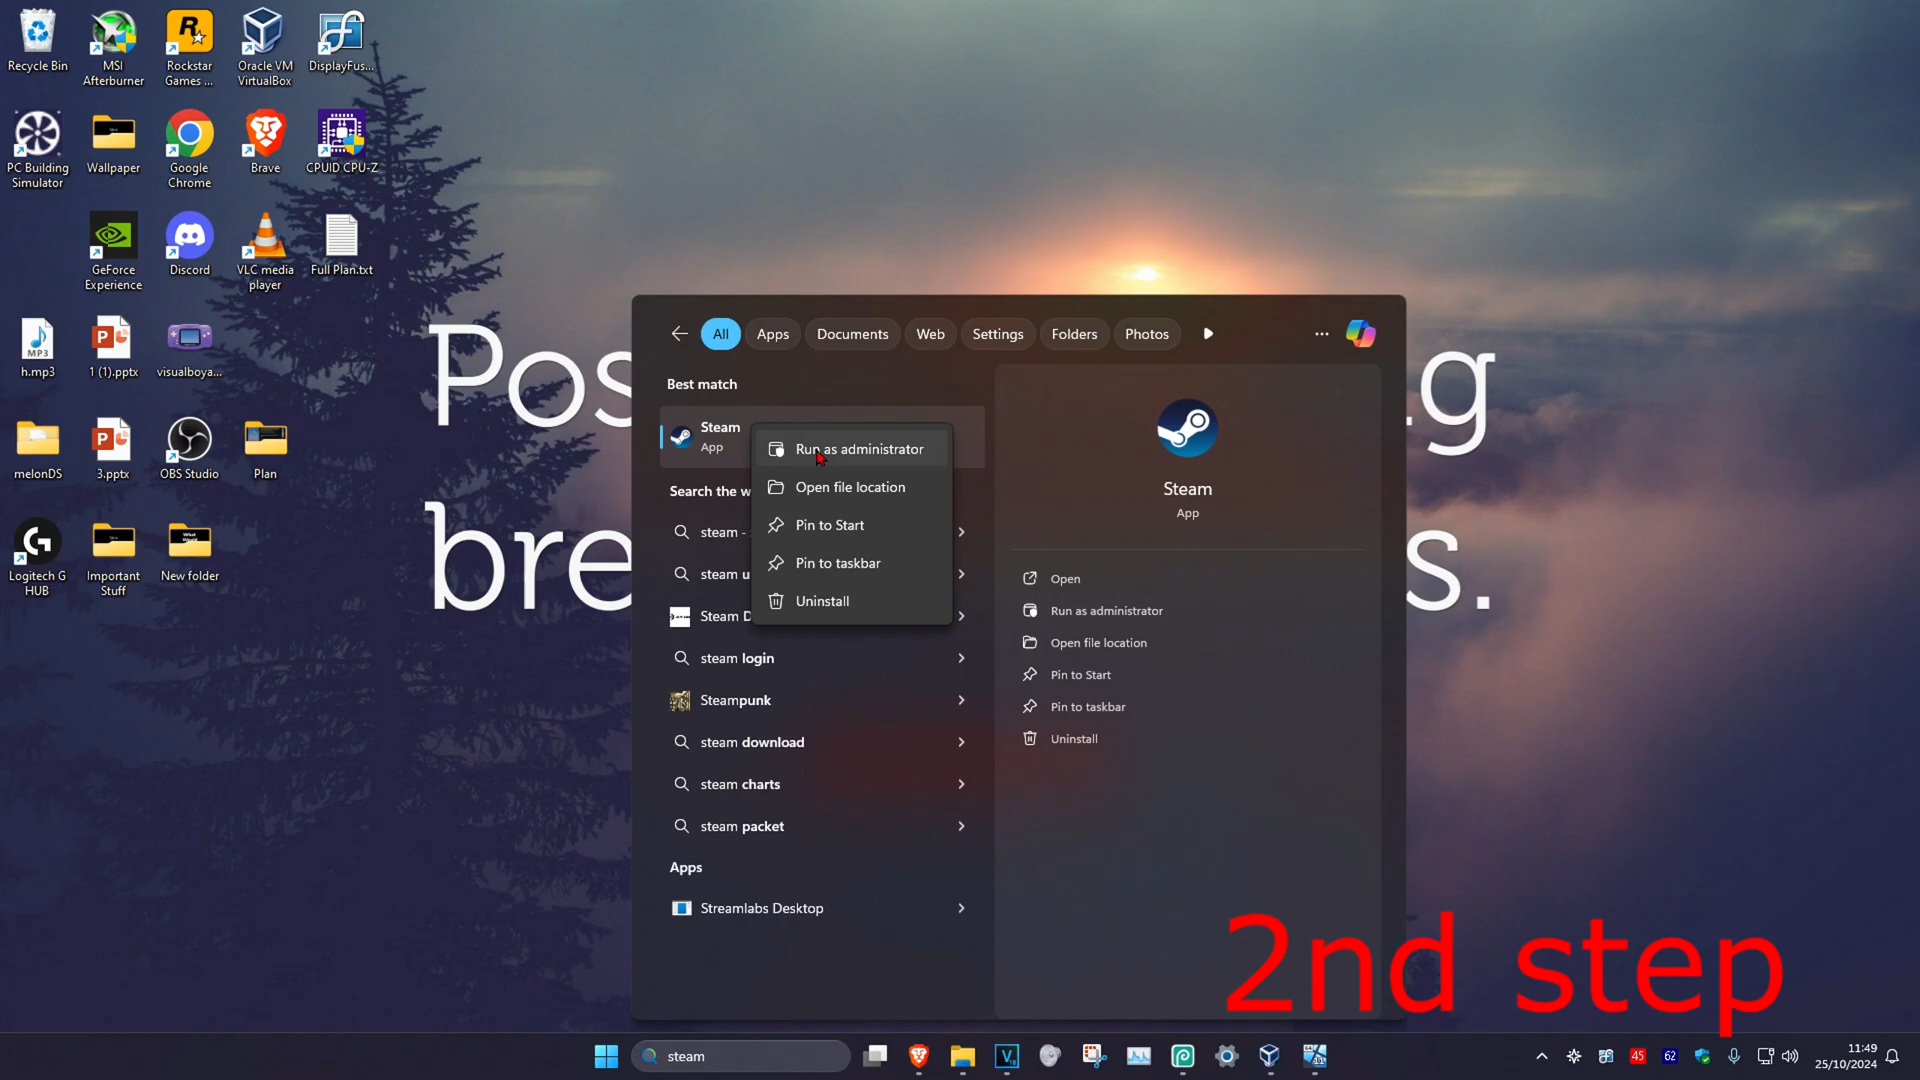 Recycle Bin
MSI
Afterburner
Rockstar
Games ...
Oracle VM
VirtualBox
DisplayFus...
PC Building
Simulator
Wallpaper
Google
Chrome
Brave
CPUID CPU-Z
GeForce
Experience
Discord
VLC media
player
Full Plan.txt
MP3
h.mp3
1 (1).pptx
visualboya...
melonDS
3.pptx
OBS Studio
Plan
Logitech G
HUB
Important
Stuff
New folder
Pos
g
bre
s.
All
Apps
Documents
Web
Settings
Folders
Photos
Best match
Steam
App
Run as administrator
Open file location
Pin to Start
Pin to taskbar
Uninstall
Search the w
steam -
steam u
Steam D
steam login
Steampunk
steam download
steam charts
steam packet
Apps
Streamlabs Desktop
Steam
App
Open
Run as administrator
Open file location
Pin to Start
Pin to taskbar
Uninstall
2nd step
steam
45
62
11:49
25/10/2024